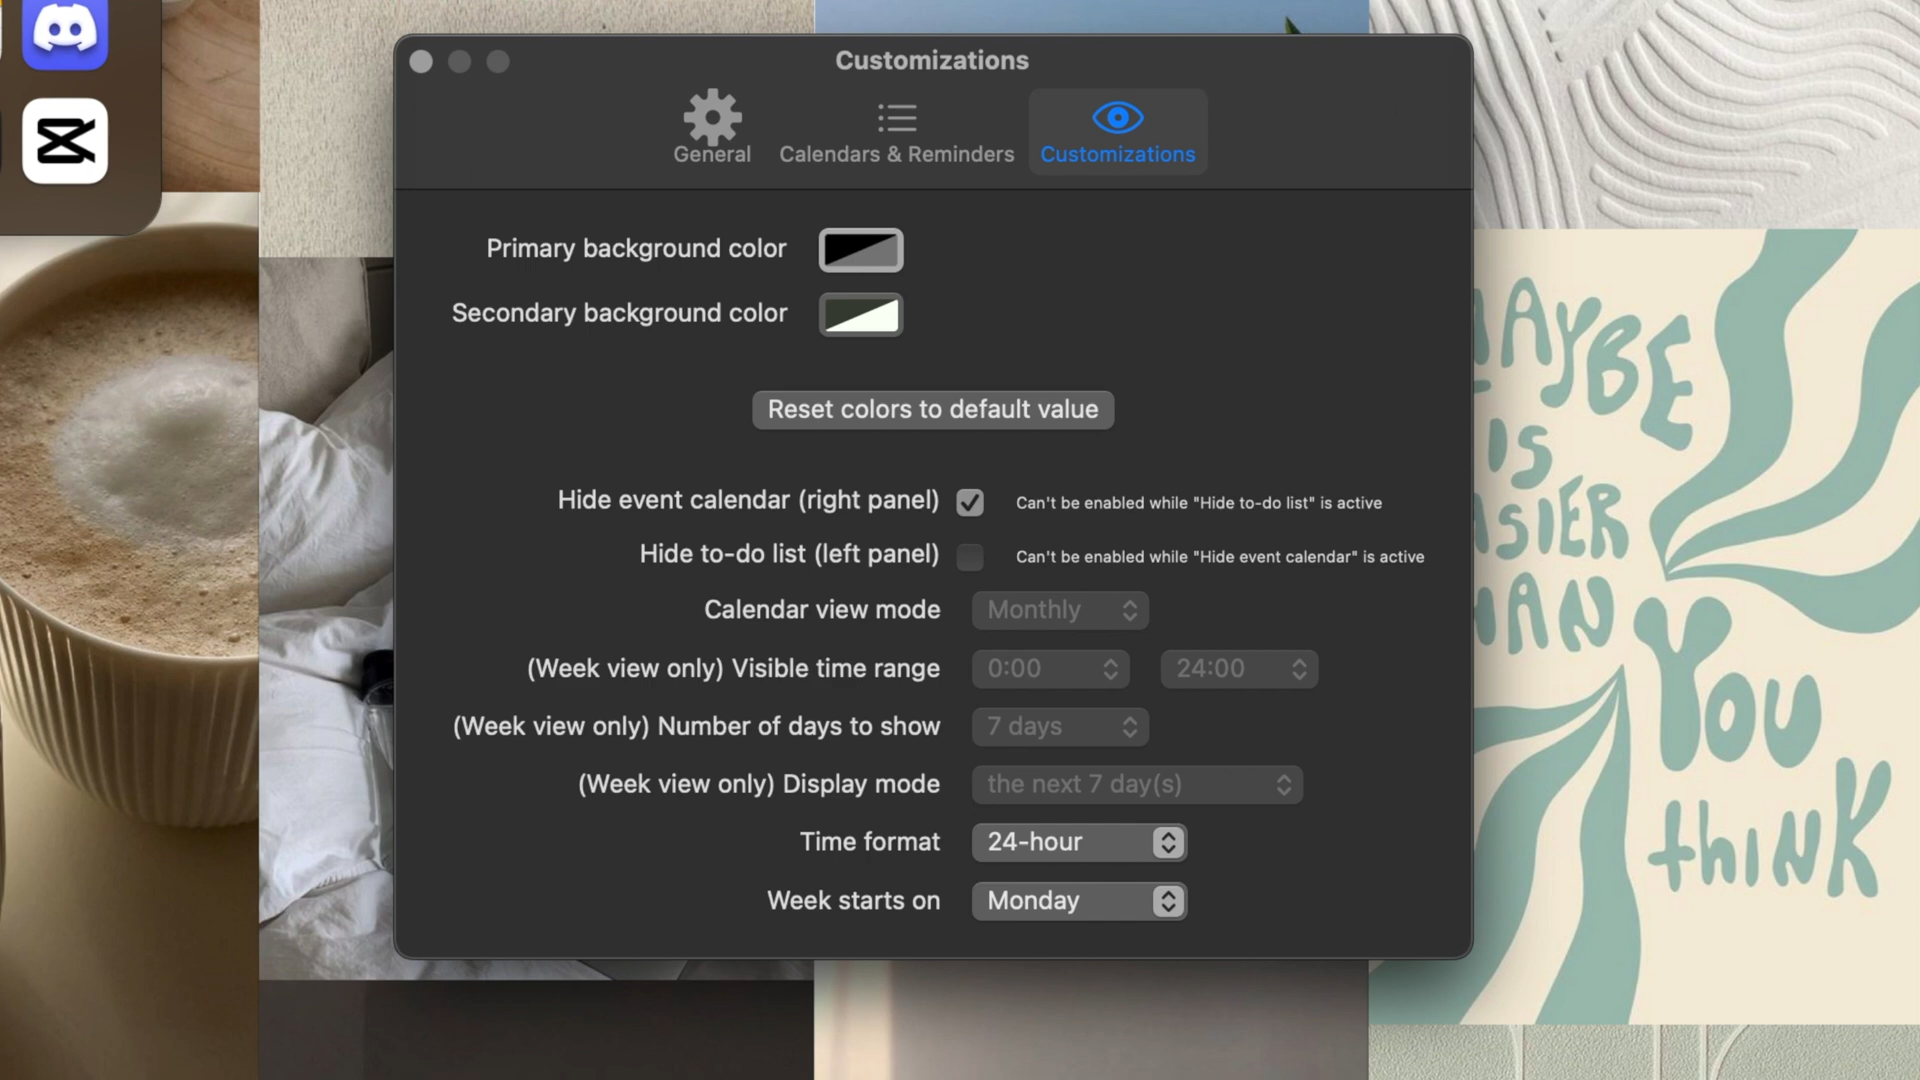 Customizations
General
Calendars & Reminders
Customizations
Primary background color
Secondary background color
Reset colors to default value
Hide event calendar (right panel)
Can't be enabled while "Hide to-do list" is active
Hide to-do list (left panel)
Can't be enabled while "Hide event calendar" is active
Calendar view mode
Monthly
(Week view only) Visible time range
0:00
24:00
(Week view only) Number of days to show
7 days
(Week view only) Display mode
the next 7 day(s)
Time format
24-hour
Week starts on
Monday
AYBE
IS
SIER
HAN
YOU
thINK